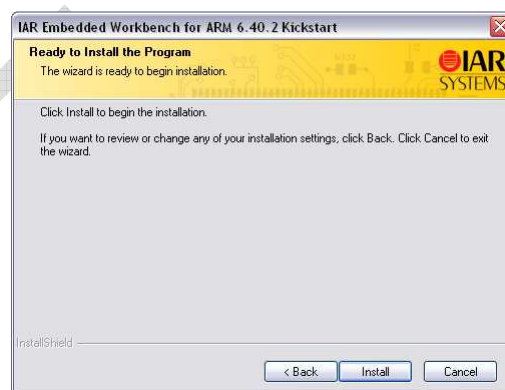 IAR Embedded Workbench for ARM 6.40.2 Kickstart
Ready to Install the Program
The wizard is ready to begin installation.
IAR
SYSTEMS
Click Install to begin the installation.
If you want to review or change any of your installation settings, click Back. Click Cancel to exit
the wizard.
InstallShield
< Back
Install
Cancel